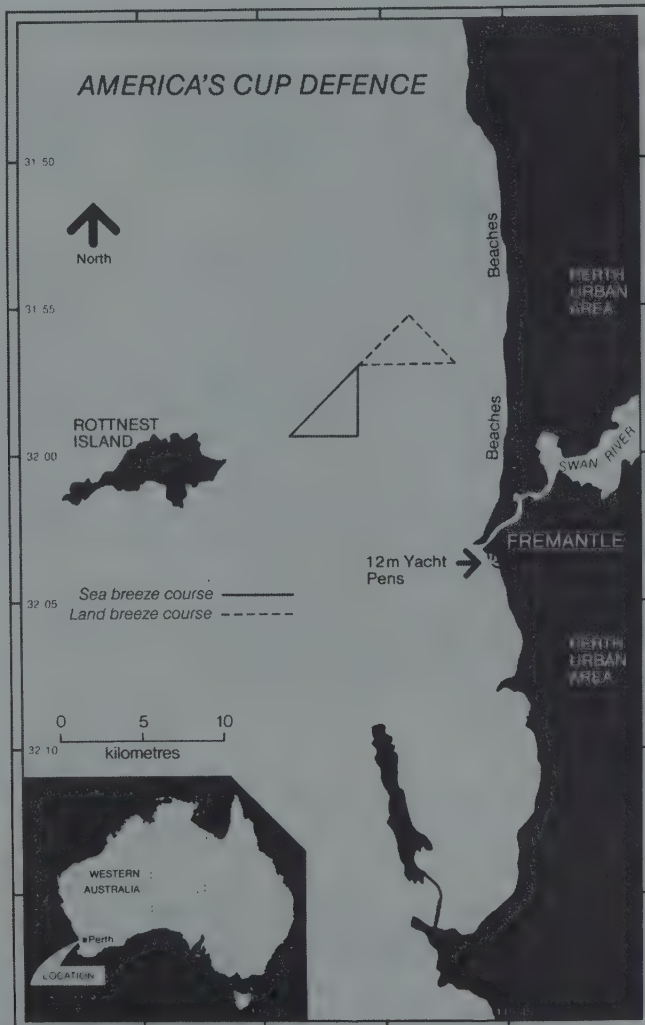 AMERICA'S CUP DEFENCE
31 50
North
Beaches
PERTH
URBAN
AREA
31 55
ROTTNEST
ISLAND
Beaches
32 00
SWAN RIVER
FREMANTLE
12m Yacht
Pens
Sea breeze course
Land breeze course
32 05
PERTH
URBAN
AREA
0 5 10
kilometres
32 10
WESTERN
AUSTRALIA
Perth
LOCATION